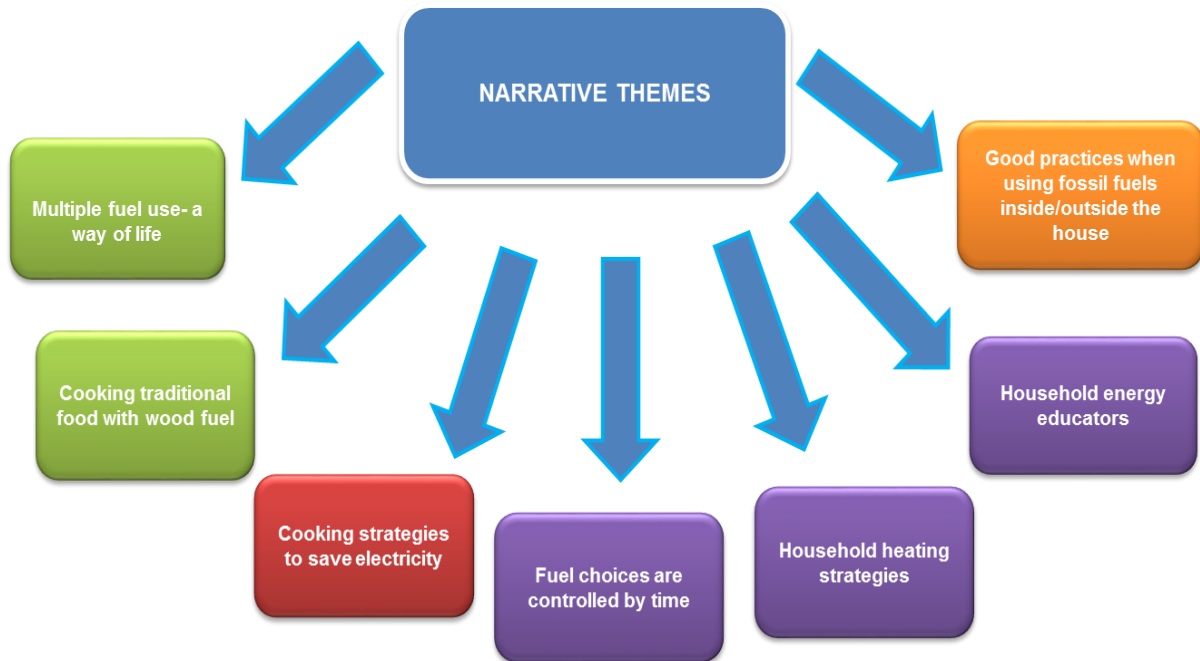 NARRATIVE THEMES
Multiple fuel use- a
way of life
Cooking traditional
food with wood fuel
Cooking strategies
to save electricity
Fuel choices are
controlled by time
Household heating
strategies
Household energy
educators
Good practices when
using fossil fuels
inside/outside the
house